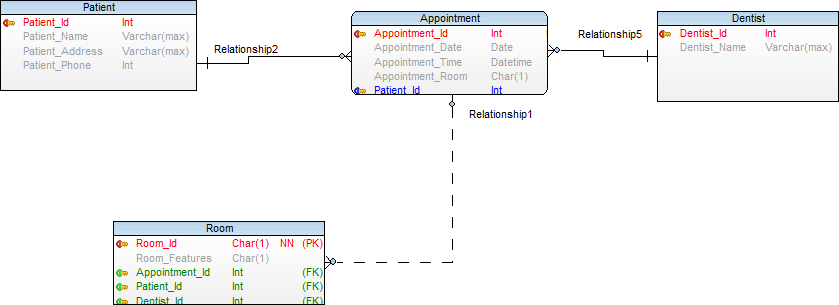 Patient
Patient_Id Int
Patient_Name Varchar(max)
Patient_Address Varchar(max)
Patient_Phone Int
Relationship2
Appointment
Appointment_Id Int
Appointment_Date Date
Appointment_Time Datetime
Appointment_Room Char(1)
Patient_Id Int
Relationship5
Dentist
Dentist_Id Int
Dentist_Name Varchar(max)
Relationship1
Room
Room_Id Char(1) NN (PK)
Room_Features Char(1)
Appointment_Id Int (FK)
Patient_Id Int (FK)
Dentist_Id Int (FK)